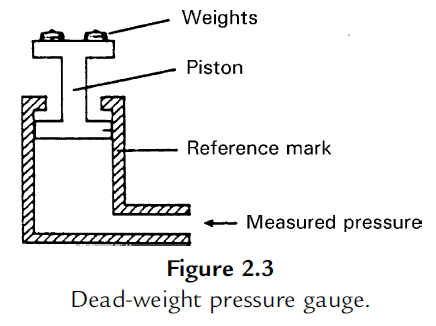 Weights
Piston
Reference mark
Measured pressure
Figure 2.3
Dead-weight pressure gauge.